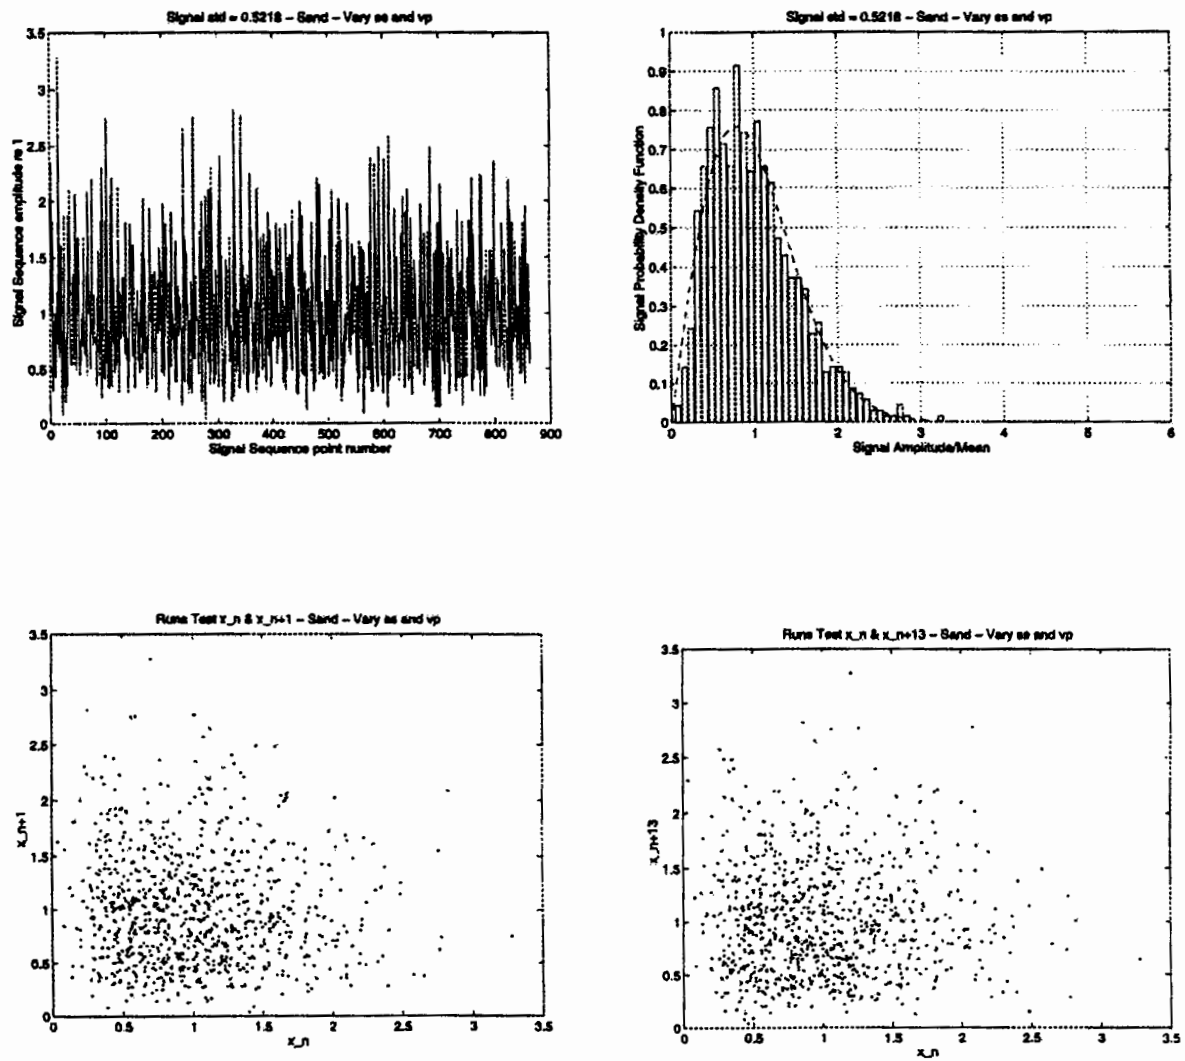 Signal std = 0.5218 – Sand – Vary as and vp
3.5
3
2.5
2
1.5
1
0.5
0
Signal Sequence amplitude re 1
0 100 200 300 400 500 600 700 800 900
Signal Sequence point number
Signal std = 0.5218 – Sand – Vary as and vp
1
0.9
0.8
0.7
0.6
0.5
0.4
0.3
0.2
0.1
0
Signal Probability Density Function
0 1 2 3 4 5 6
Signal Amplitude/Mean
Runs Test x_n & x_n+1 – Sand – Vary as and vp
3.5
3
2.5
2
1.5
1
0.5
0
x_n+1
0 0.5 1 1.5 2 2.5 3 3.5
x_n
Runs Test x_n & x_n+13 – Sand – Vary as and vp
3.5
3
2.5
2
1.5
1
0.5
0
x_n+13
0 0.5 1 1.5 2 2.5 3 3.5
x_n